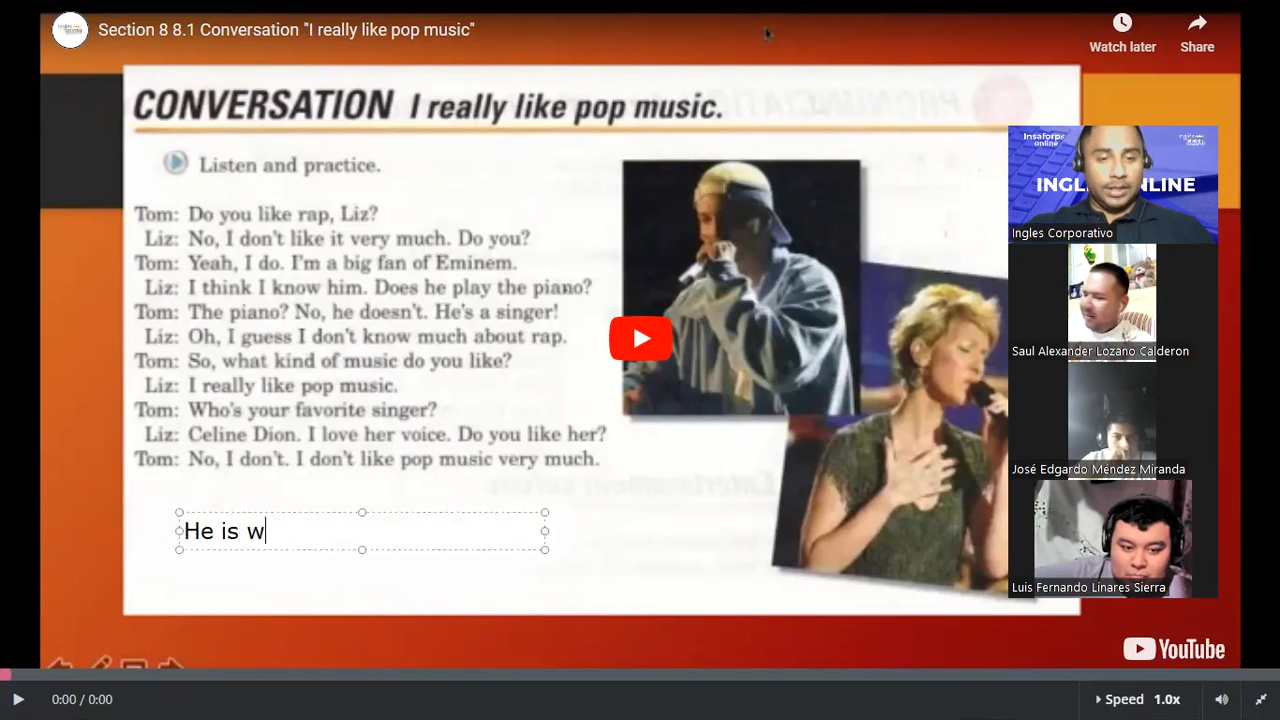 Section 8 8.1 Conversation "I really like pop music"
Watch later
Share
CONVERSATION I really like pop music.
Listen and practice.
Tom: Do you like rap, Liz?
Liz: No, I don't like it very much. Do you?
Tom: Yeah, I do. I'm a big fan of Eminem.
Liz: I think I know him. Does he play the piano?
Tom: The piano? No, he doesn't. He's a singer!
Liz: Oh, I guess I don't know much about rap.
Tom: So, what kind of music do you like?
Liz: I really like pop music.
Tom: Who's your favorite singer?
Liz: Celine Dion. I love her voice. Do you like her?
Tom: No, I don't. I don't like pop music very much.
He is w
Insaforp
online
INGL ONLINE
Ingles Corporativo
Saul Alexander Lozano Calderon
José Edgardo Méndez Miranda
Luis Fernando Linares Sierra
YouTube
0:00 / 0:00
Speed 1.0x